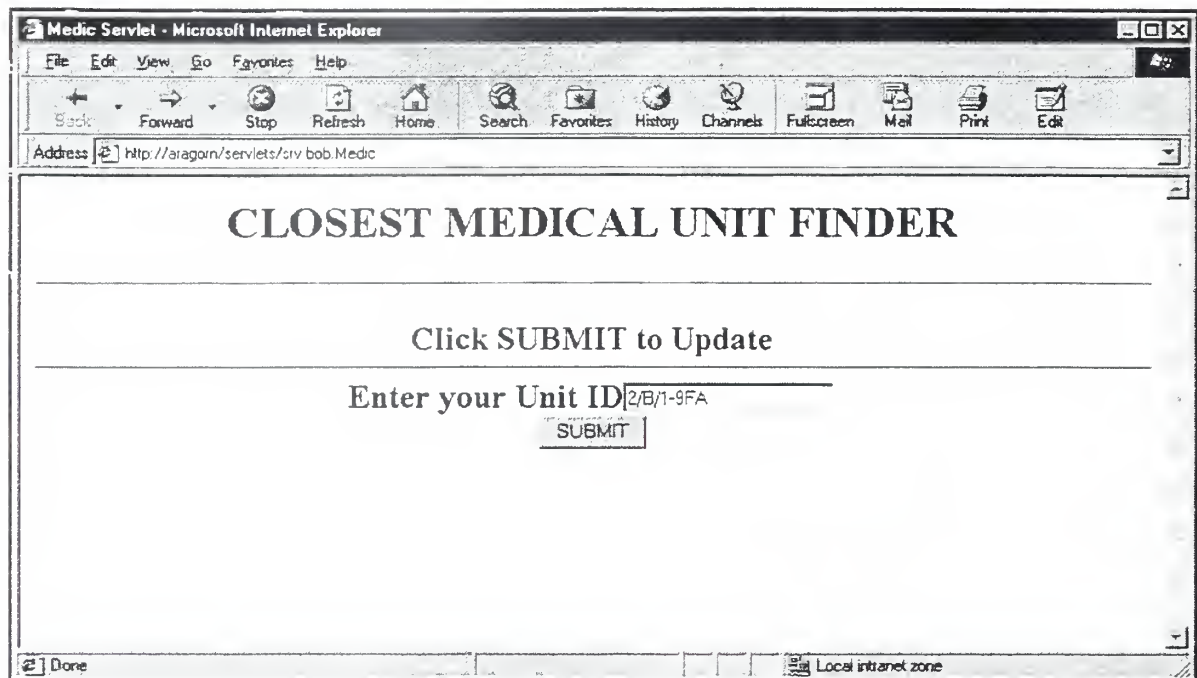 Medic Servlet - Microsoft Internet Explorer
File Edit View Go Favorites Help
Back Forward Stop Refresh Home Search Favorites History Channels Fullscreen Mail Print Edit
Address http://aragorn/servlets/srv.bob.Medic
CLOSEST MEDICAL UNIT FINDER
Click SUBMIT to Update
Enter your Unit ID 2/B/1-9FA
SUBMIT
Done Local intranet zone